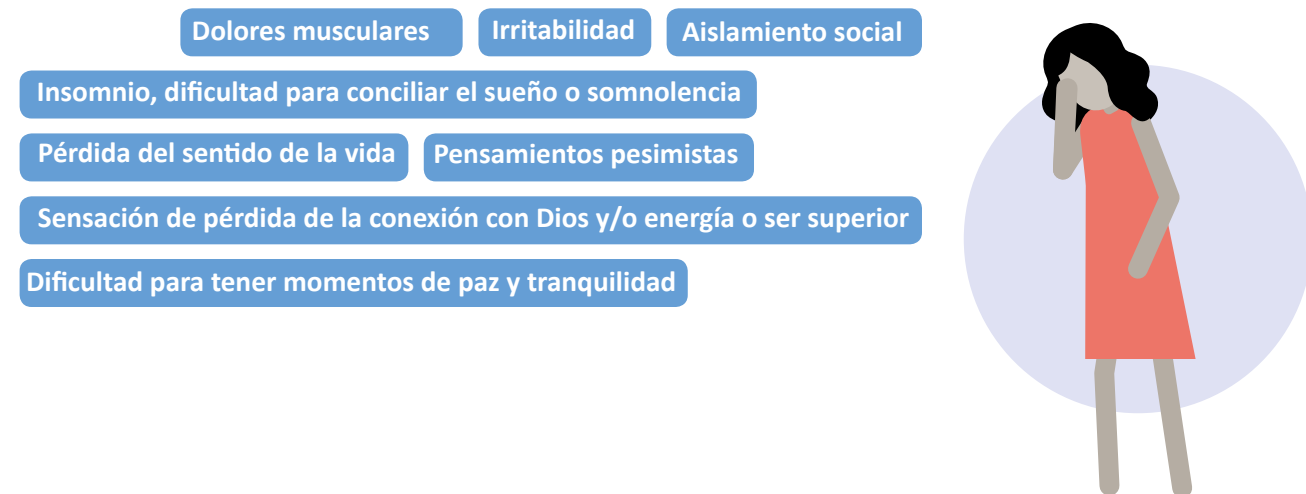 Dolores musculares Irritabilidad Aislamiento social
Insomnio, dificultad para conciliar el sueño o somnolencia
Pérdida del sentido de la vida Pensamientos pesimistas
Sensación de pérdida de la conexión con Dios y/o energía o ser superior
Dificultad para tener momentos de paz y tranquilidad